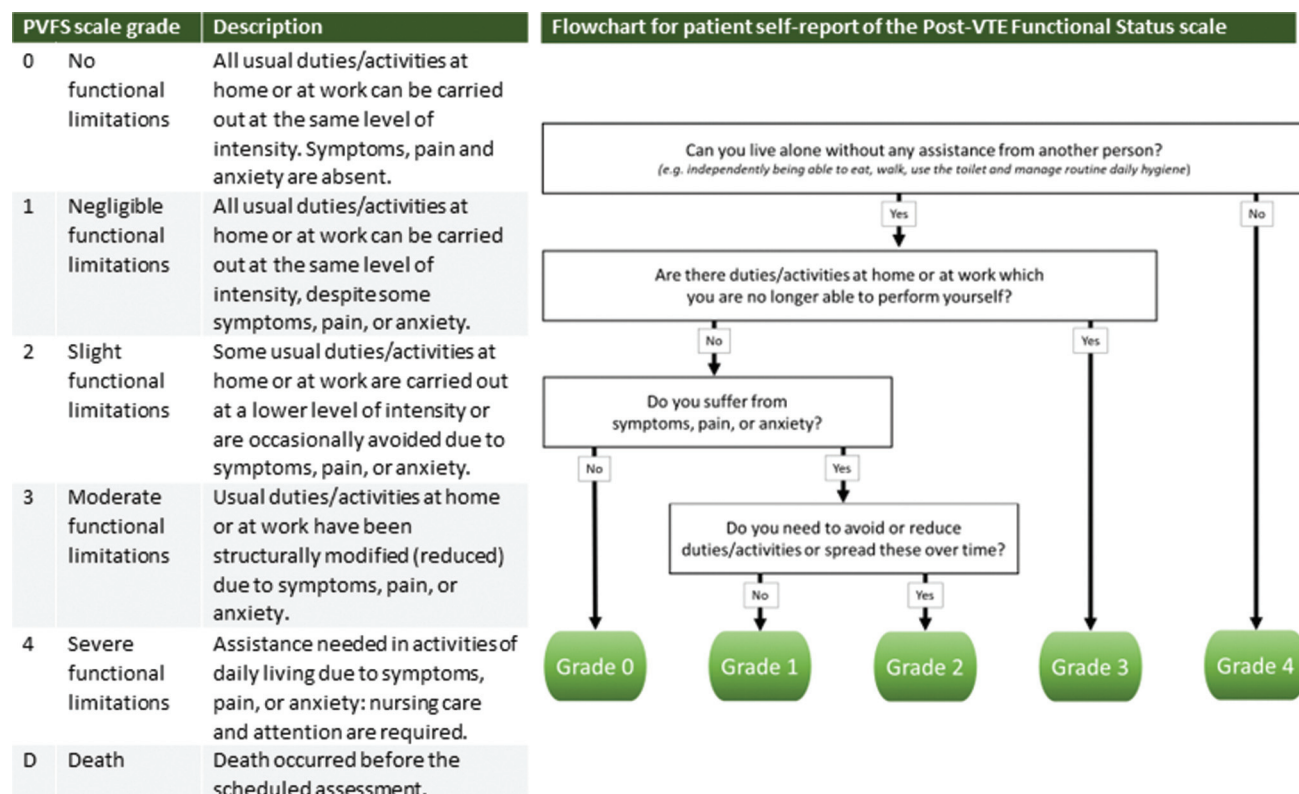 PVFS scale grade Description
0 No functional limitations
All usual duties/activities at
home or at work can be carried
out at the same level of
intensity. Symptoms, pain and
anxiety are absent.
1 Negligible functional limitations
All usual duties/activities at
home or at work can be carried
out at the same level of
intensity, despite some
symptoms, pain, or anxiety.
2 Slight functional limitations
Some usual duties/activities at
home or at work are carried out
at a lower level of intensity or
are occasionally avoided due to
symptoms, pain, or anxiety.
3 Moderate functional limitations
Usual duties/activities at home
or at work have been
structurally modified (reduced)
due to symptoms, pain, or
anxiety.
4 Severe functional limitations
Assistance needed in activities of
daily living due to symptoms,
pain, or anxiety: nursing care
and attention are required.
D Death
Death occurred before the
scheduled assessment.
Flowchart for patient self-report of the Post-VTE Functional Status scale
Can you live alone without any assistance from another person?
(e.g. independently being able to eat, walk, use the toilet and manage routine daily hygiene)
Yes
No
Are there duties/activities at home or at work which
you are no longer able to perform yourself?
No
Yes
Do you suffer from
symptoms, pain, or anxiety?
No
Yes
Do you need to avoid or reduce
duties/activities or spread these over time?
No
Yes
Grade 0
Grade 1
Grade 2
Grade 3
Grade 4